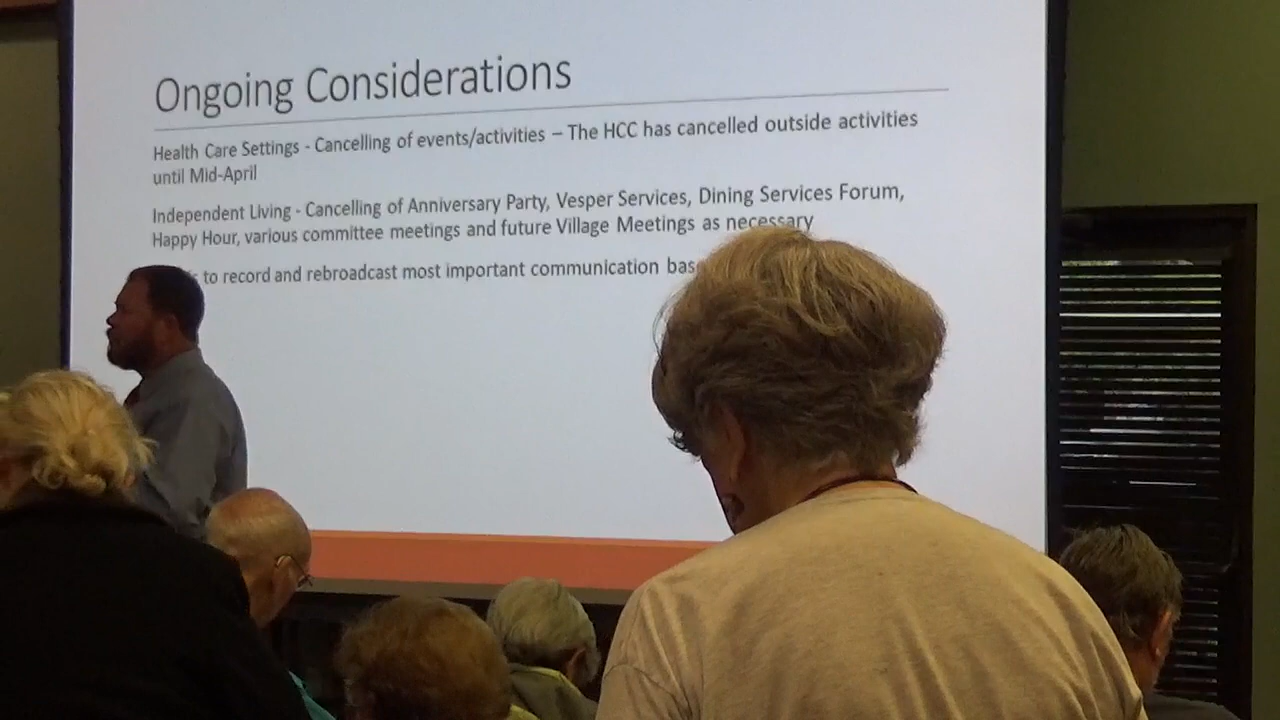 Ongoing Considerations
Health Care Settings - Cancelling of events/activities – The HCC has cancelled outside activities
until Mid-April
Independent Living - Cancelling of Anniversary Party, Vesper Services, Dining Services Forum,
Happy Hour, various committee meetings and future Village Meetings as necessary
to record and rebroadcast most important communication